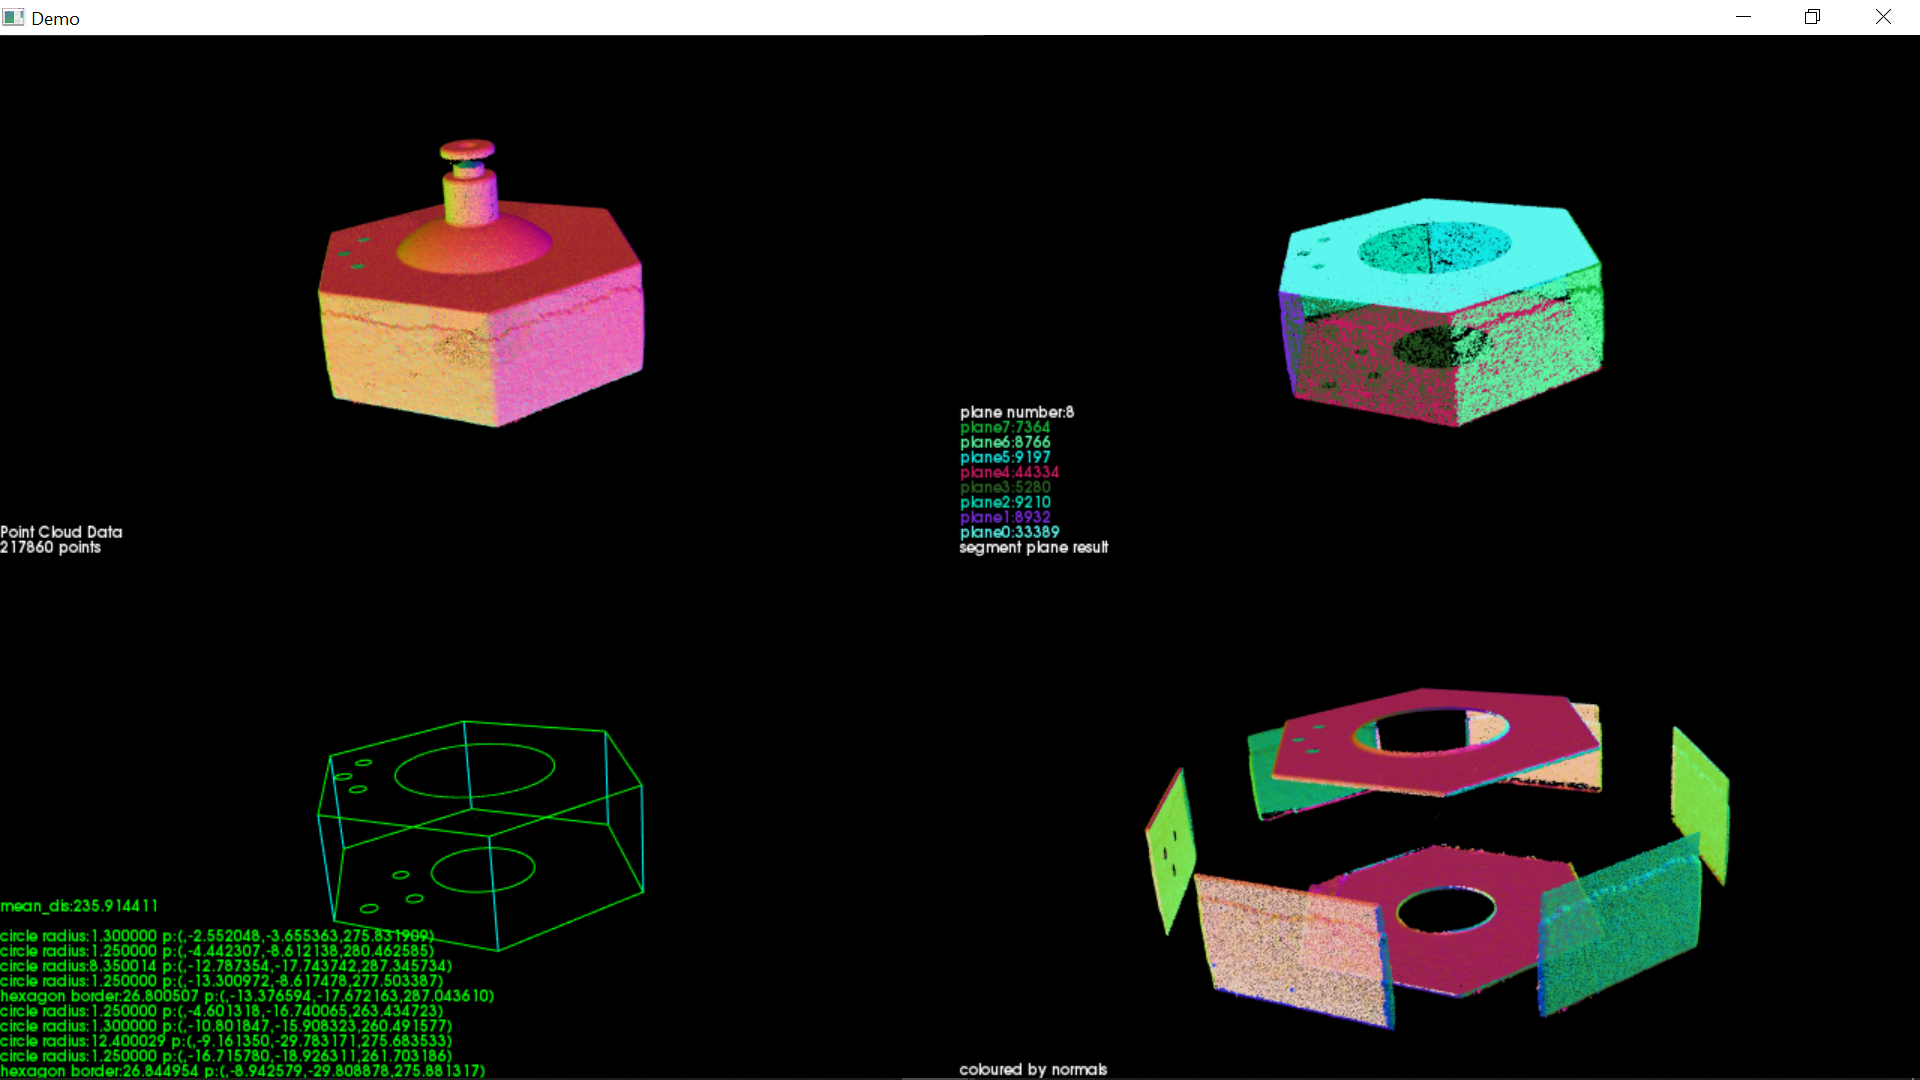 Demo
Point Cloud Data
217860 points
plane number:8
plane7:7364
plane6:8766
plane5:9197
plane4:44334
plane3:5280
plane2:9210
plane1:8932
plane0:33389
segment plane result
mean_dis:235.914411
circle radius:1.300000 p:(,-2.552048,-3.655363,275.831909)
circle radius:1.250000 p:(,-4.442307,-8.612138,280.462585)
circle radius:8.350014 p:(,-12.787354,-17.743742,287.345734)
circle radius:1.250000 p:(,-13.300972,-8.617478,277.503387)
hexagon border:26.800507 p:(,-13.376594,-17.672163,287.043610)
circle radius:1.250000 p:(,-4.601318,-16.740065,263.434723)
circle radius:1.300000 p:(,-10.801847,-15.908323,260.491577)
circle radius:12.400029 p:(,-9.161350,-29.783171,275.683533)
circle radius:1.250000 p:(,-16.715780,-18.926311,261.703186)
hexagon border:26.844954 p:(,-8.942579,-29.808878,275.881317)
coloured by normals